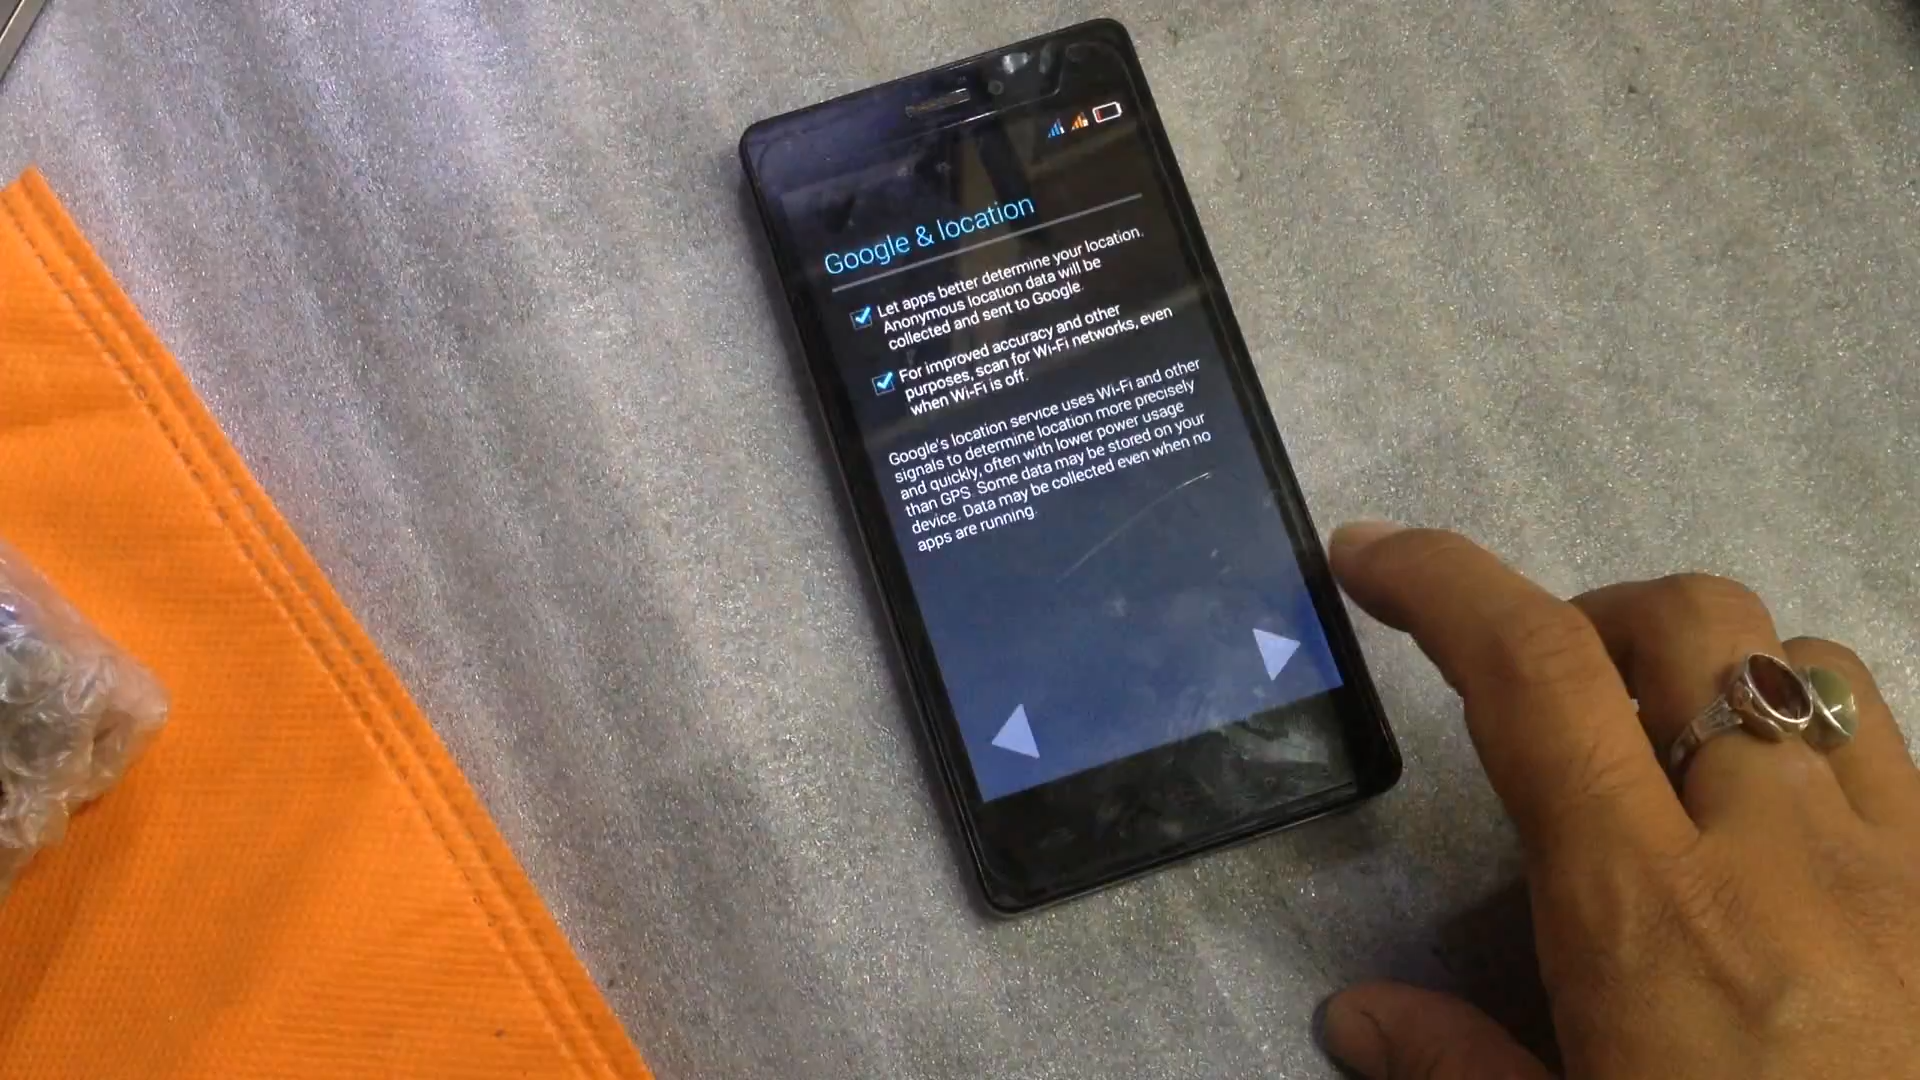 Google & location
Let apps better determine your location.
Anonymous location data will be
collected and sent to Google.
For improved accuracy and other
purposes, scan for Wi-Fi networks, even
when Wi-Fi is off.
Google's location service uses Wi-Fi and other
signals to determine location more precisely
and quickly, often with lower power usage
than GPS. Some data may be stored on your
device. Data may be collected even when no
apps are running.